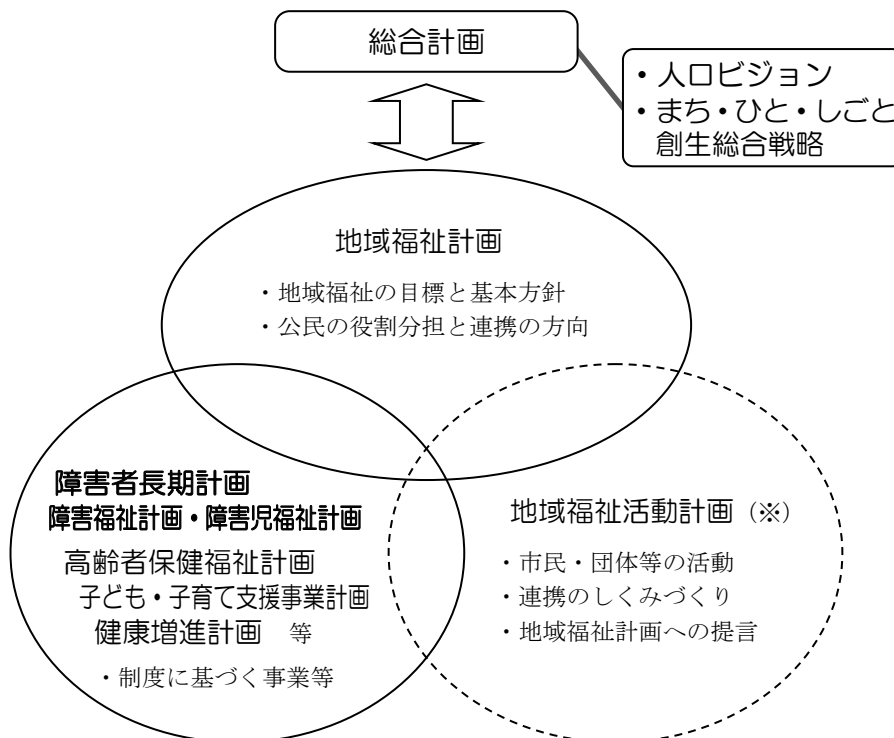 総合計画
・人口ビジョン
・まち・ひと・しごと
創生総合戦略
地域福祉計画
・地域福祉の目標と基本方針
・公民の役割分担と連携の方向
障害者長期計画
障害福祉計画・障害児福祉計画
高齢者保健福祉計画
子ども・子育て支援事業計画
健康増進計画 等
・制度に基づく事業等
地域福祉活動計画（※）
・市民・団体等の活動
・連携のしくみづくり
・地域福祉計画への提言